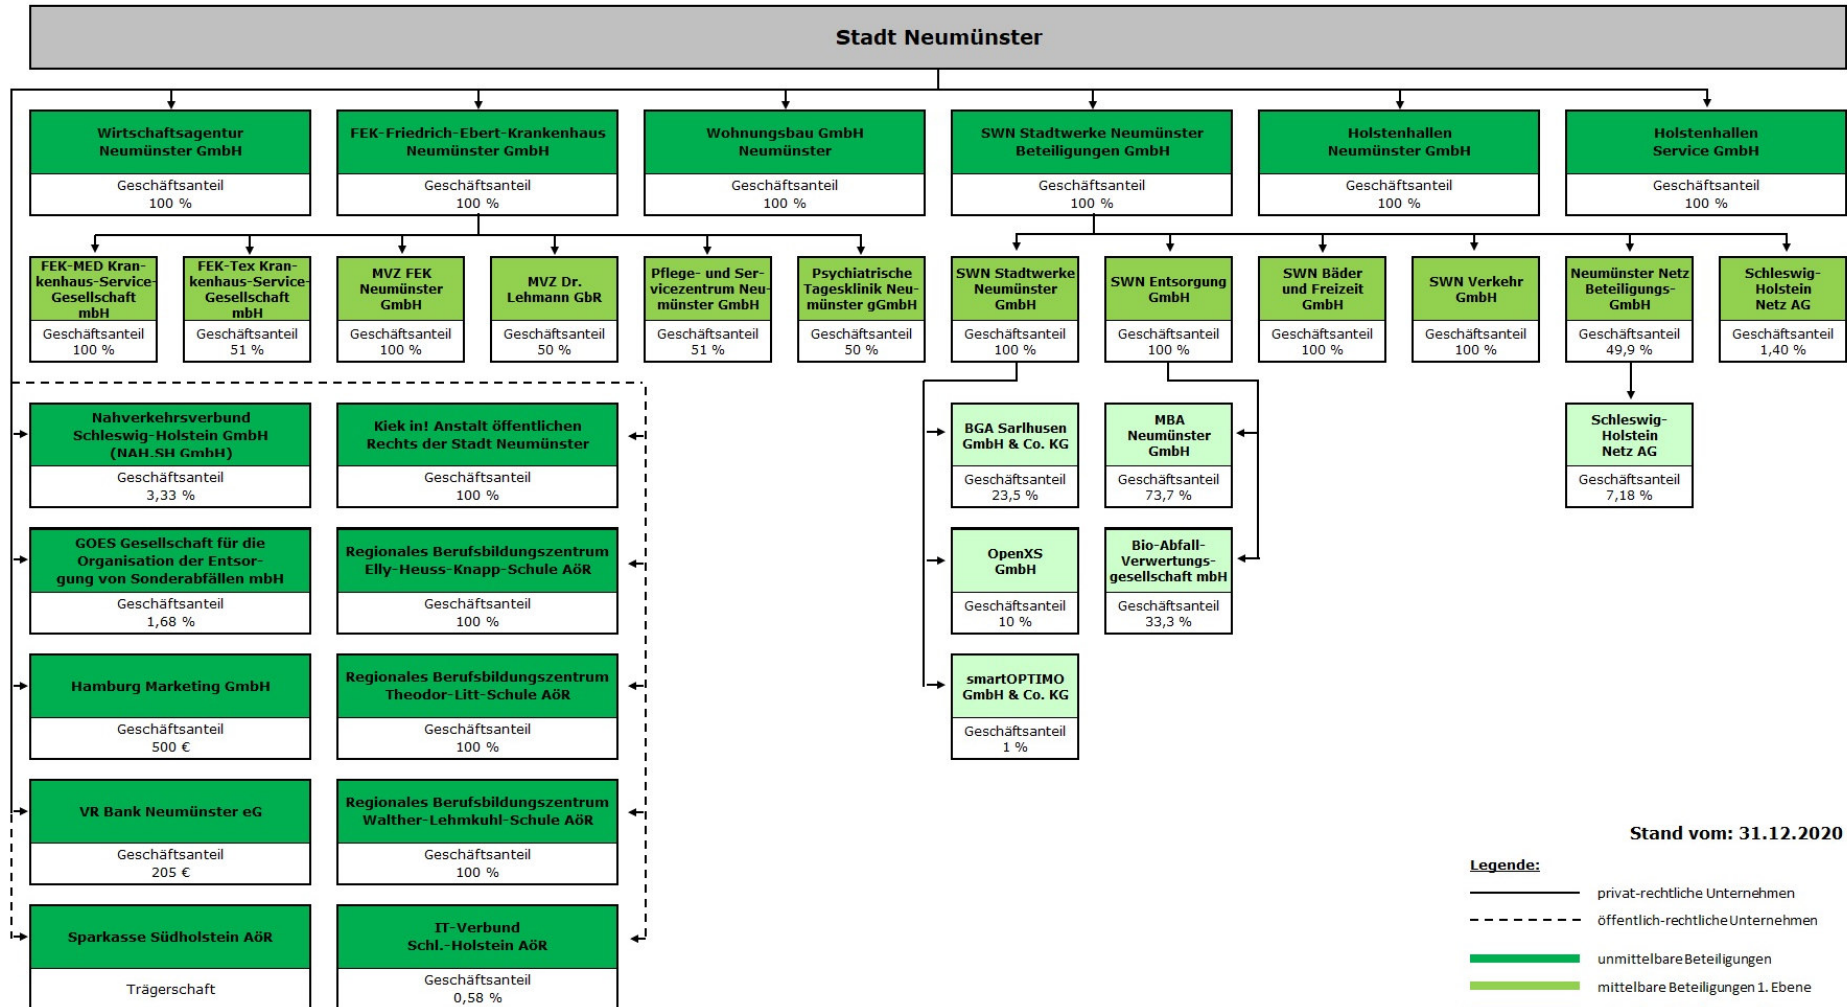 Stadt Neumünster
Wirtschaftsagentur
Neumünster GmbH
Geschäftsanteil
100 %
FEK-Friedrich-Ebert-Krankenhaus
Neumünster GmbH
Geschäftsanteil
100 %
Wohnungsbau GmbH
Neumünster
Geschäftsanteil
100 %
SWN Stadtwerke Neumünster
Beteiligungen GmbH
Geschäftsanteil
100 %
Holstenhallen
Neumünster GmbH
Geschäftsanteil
100 %
Holstenhallen
Service GmbH
Geschäftsanteil
100 %
FEK-MED Kran-
kenhaus-Service-
Gesellschaft
mbH
Geschäftsanteil
100 %
FEK-Tex Kran-
kenhaus-Service-
Gesellschaft
mbH
Geschäftsanteil
51 %
MVZ FEK
Neumünster
GmbH
Geschäftsanteil
100 %
MVZ Dr.
Lehmann GbR
Geschäftsanteil
50 %
Pflege- und Ser-
vicezentrum Neu-
münster GmbH
Geschäftsanteil
51 %
Psychiatrische
Tagesklinik Neu-
münster gGmbH
Geschäftsanteil
50 %
SWN Stadtwerke
Neumünster
GmbH
Geschäftsanteil
100 %
SWN Entsorgung
GmbH
Geschäftsanteil
100 %
SWN Bäder
und Freizeit
GmbH
Geschäftsanteil
100 %
SWN Verkehr
GmbH
Geschäftsanteil
100 %
Neumünster Netz
Beteiligungs-
GmbH
Geschäftsanteil
49,9 %
Schleswig-
Holstein
Netz AG
Geschäftsanteil
1,40 %
Nahverkehrsverbund
Schleswig-Holstein GmbH
(NAH.SH GmbH)
Geschäftsanteil
3,33 %
Kiek in! Anstalt öffentlichen
Rechts der Stadt Neumünster
Geschäftsanteil
100 %
BGA Sarlhusen
GmbH & Co. KG
Geschäftsanteil
23,5 %
MBA
Neumünster
GmbH
Geschäftsanteil
73,7 %
Schleswig-
Holstein
Netz AG
Geschäftsanteil
7,18 %
GOES Gesellschaft für die
Organisation der Entsor-
gung von Sonderabfällen mbH
Geschäftsanteil
1,68 %
Regionales Berufsbildungszentrum
Elly-Heuss-Knapp-Schule AöR
Geschäftsanteil
100 %
OpenXS
GmbH
Geschäftsanteil
10 %
Bio-Abfall-
Verwertungs-
gesellschaft mbH
Geschäftsanteil
33,3 %
Hamburg Marketing GmbH
Geschäftsanteil
500 €
Regionales Berufsbildungszentrum
Theodor-Litt-Schule AöR
Geschäftsanteil
100 %
smartOPTIMO
GmbH & Co. KG
Geschäftsanteil
1 %
VR Bank Neumünster eG
Geschäftsanteil
205 €
Regionales Berufsbildungszentrum
Walther-Lehmkuhl-Schule AöR
Geschäftsanteil
100 %
Sparkasse Südholstein AöR
Trägerschaft
IT-Verbund
Schl.-Holstein AöR
Geschäftsanteil
0,58 %
Stand vom: 31.12.2020
Legende:
privat-rechtliche Unternehmen
öffentlich-rechtliche Unternehmen
unmittelbare Beteiligungen
mittelbare Beteiligungen 1. Ebene